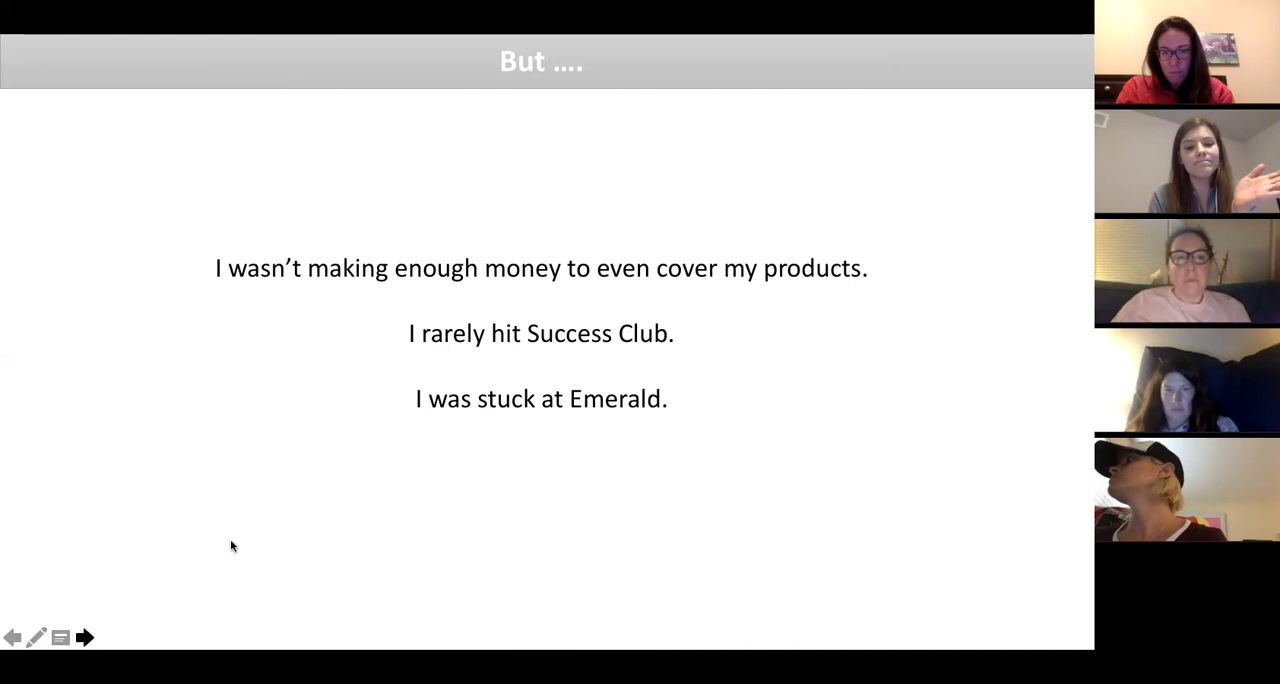 But ....
I wasn’t making enough money to even cover my products.
I rarely hit Success Club.
I was stuck at Emerald.